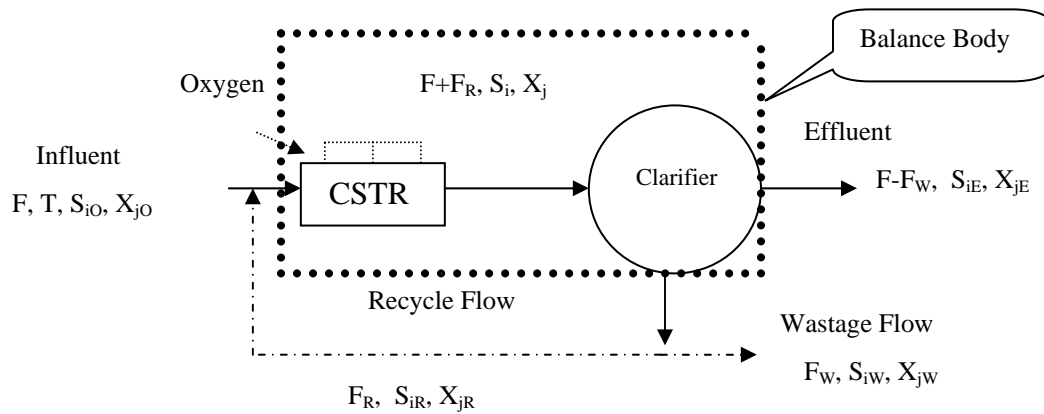 Balance Body
Oxygen
F+F_R, S_i, X_j
Effluent
Influent
Clarifier
CSTR
F-F_W, S_iE, X_jE
F, T, S_iO, X_jO
Recycle Flow
Wastage Flow
F_W, S_iW, X_jW
F_R, S_iR, X_jR